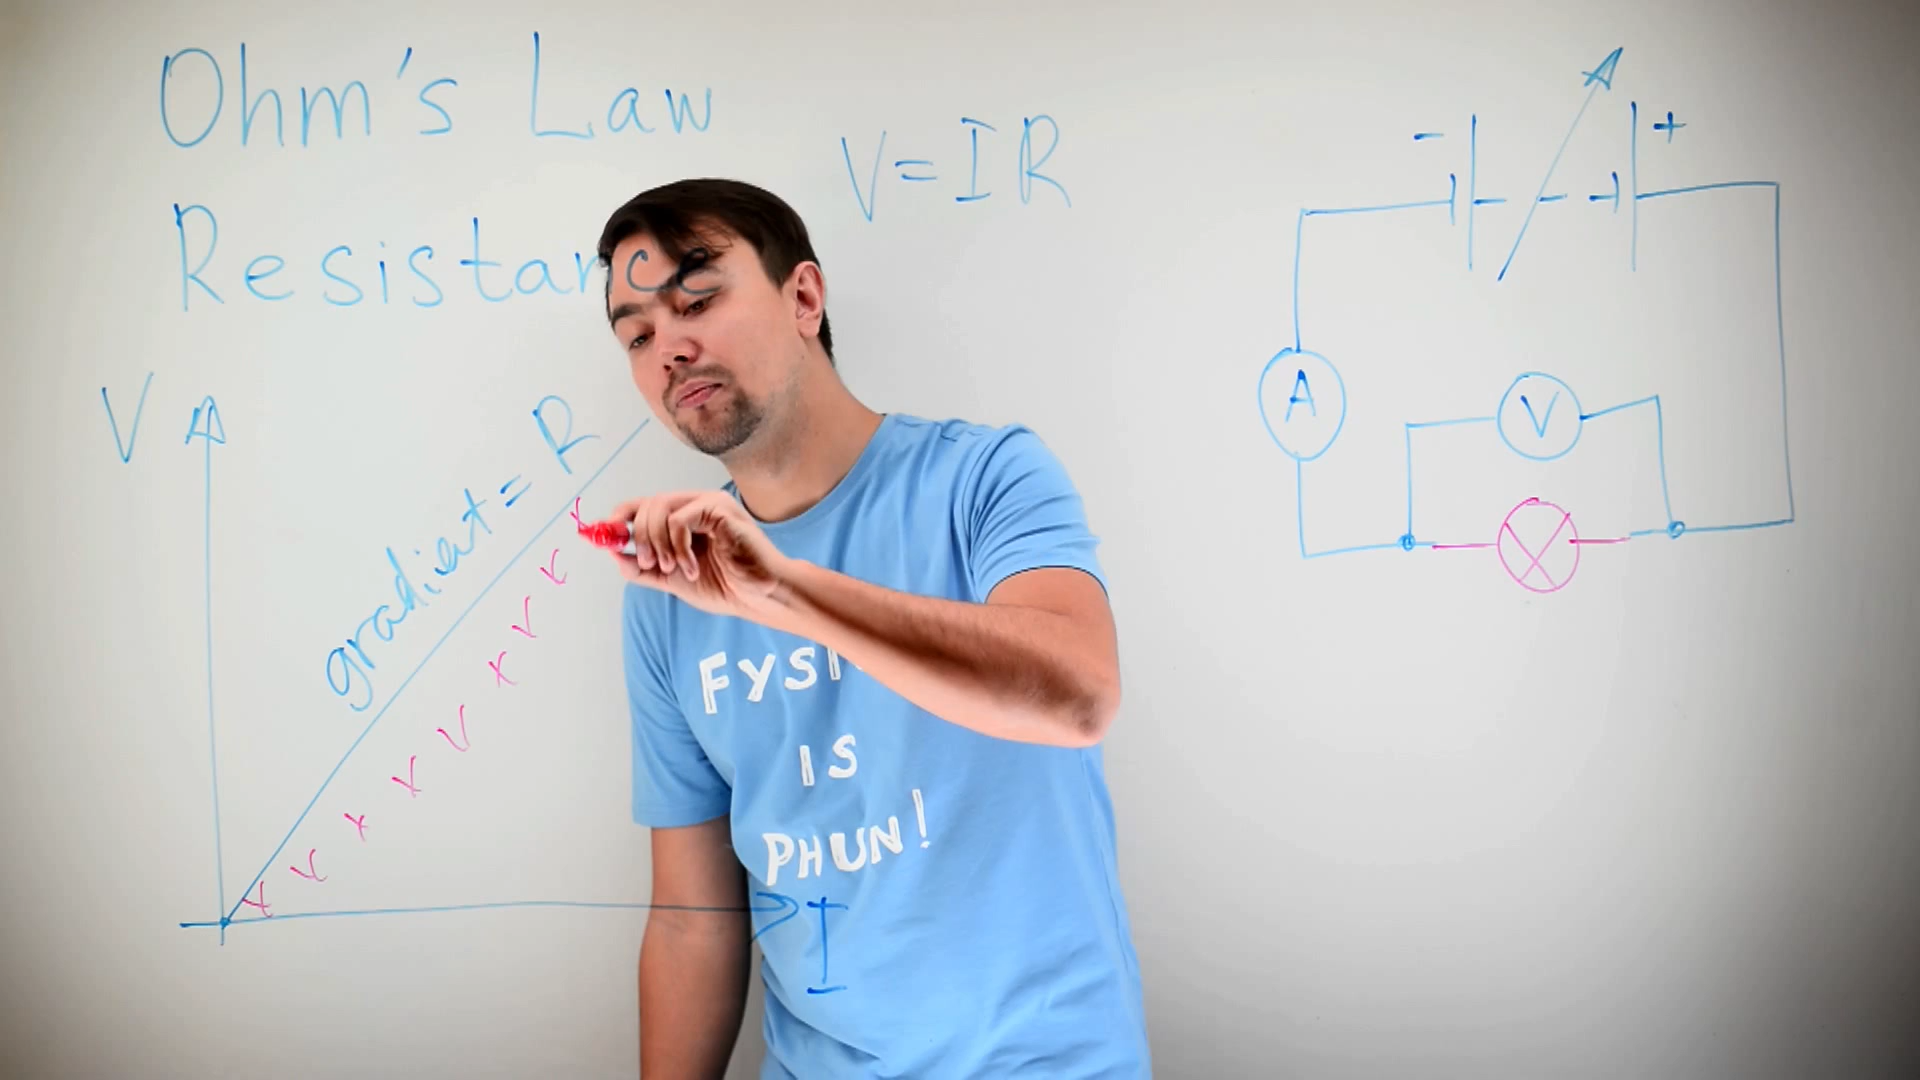 Ohm's Law
Resistance
V = IR
V
gradient = R
I
- +
A
V
FYSI
IS
PHUN!